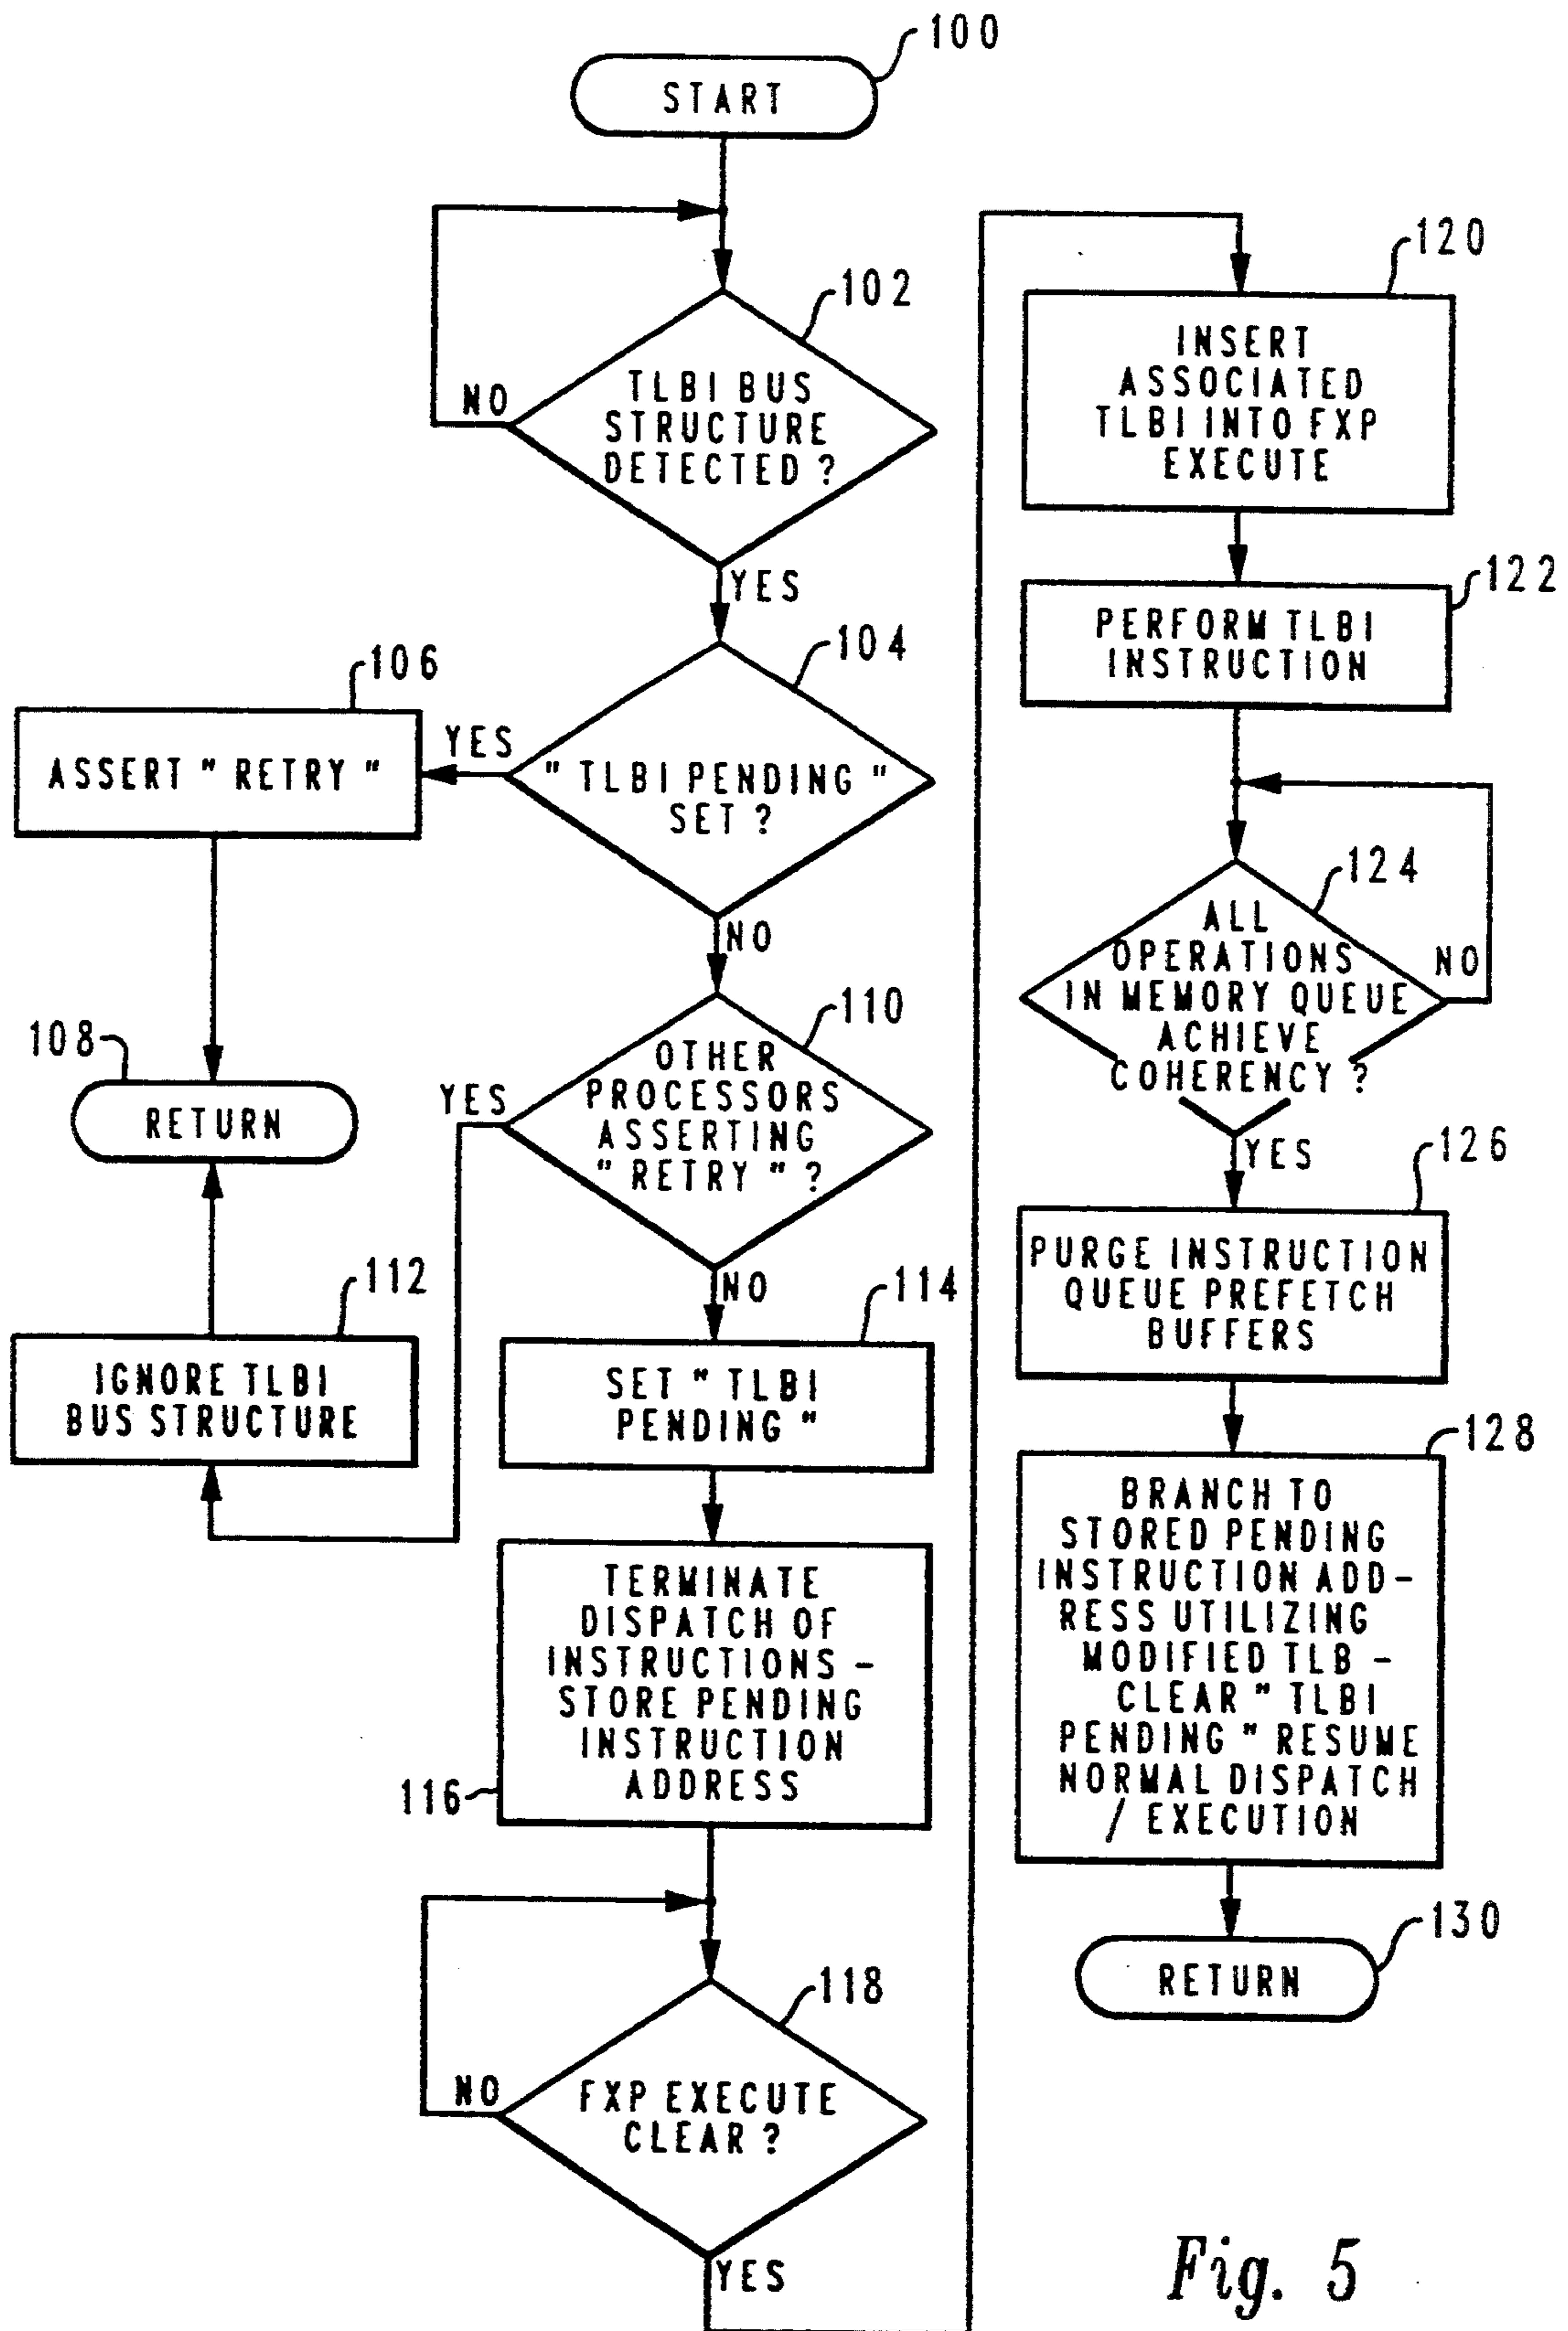 100
START
102
TLBI BUS
STRUCTURE
DETECTED ?
NO
YES
104
" TLBI PENDING "
SET ?
YES
NO
106
ASSERT " RETRY "
108
RETURN
110
OTHER
PROCESSORS
ASSERTING
" RETRY " ?
YES
NO
112
IGNORE TLBI
BUS STRUCTURE
114
SET " TLBI
PENDING "
TERMINATE
DISPATCH OF
INSTRUCTIONS -
STORE PENDING
INSTRUCTION
ADDRESS
116
118
FXP EXECUTE
CLEAR ?
NO
YES
120
INSERT
ASSOCIATED
TLBI INTO FXP
EXECUTE
122
PERFORM TLBI
INSTRUCTION
124
ALL
OPERATIONS
IN MEMORY QUEUE
ACHIEVE
COHERENCY ?
NO
YES
126
PURGE INSTRUCTION
QUEUE PREFETCH
BUFFERS
128
BRANCH TO
STORED PENDING
INSTRUCTION ADD-
RESS UTILIZING
MODIFIED TLB -
CLEAR " TLBI
PENDING " RESUME
NORMAL DISPATCH
/ EXECUTION
130
RETURN
Fig. 5